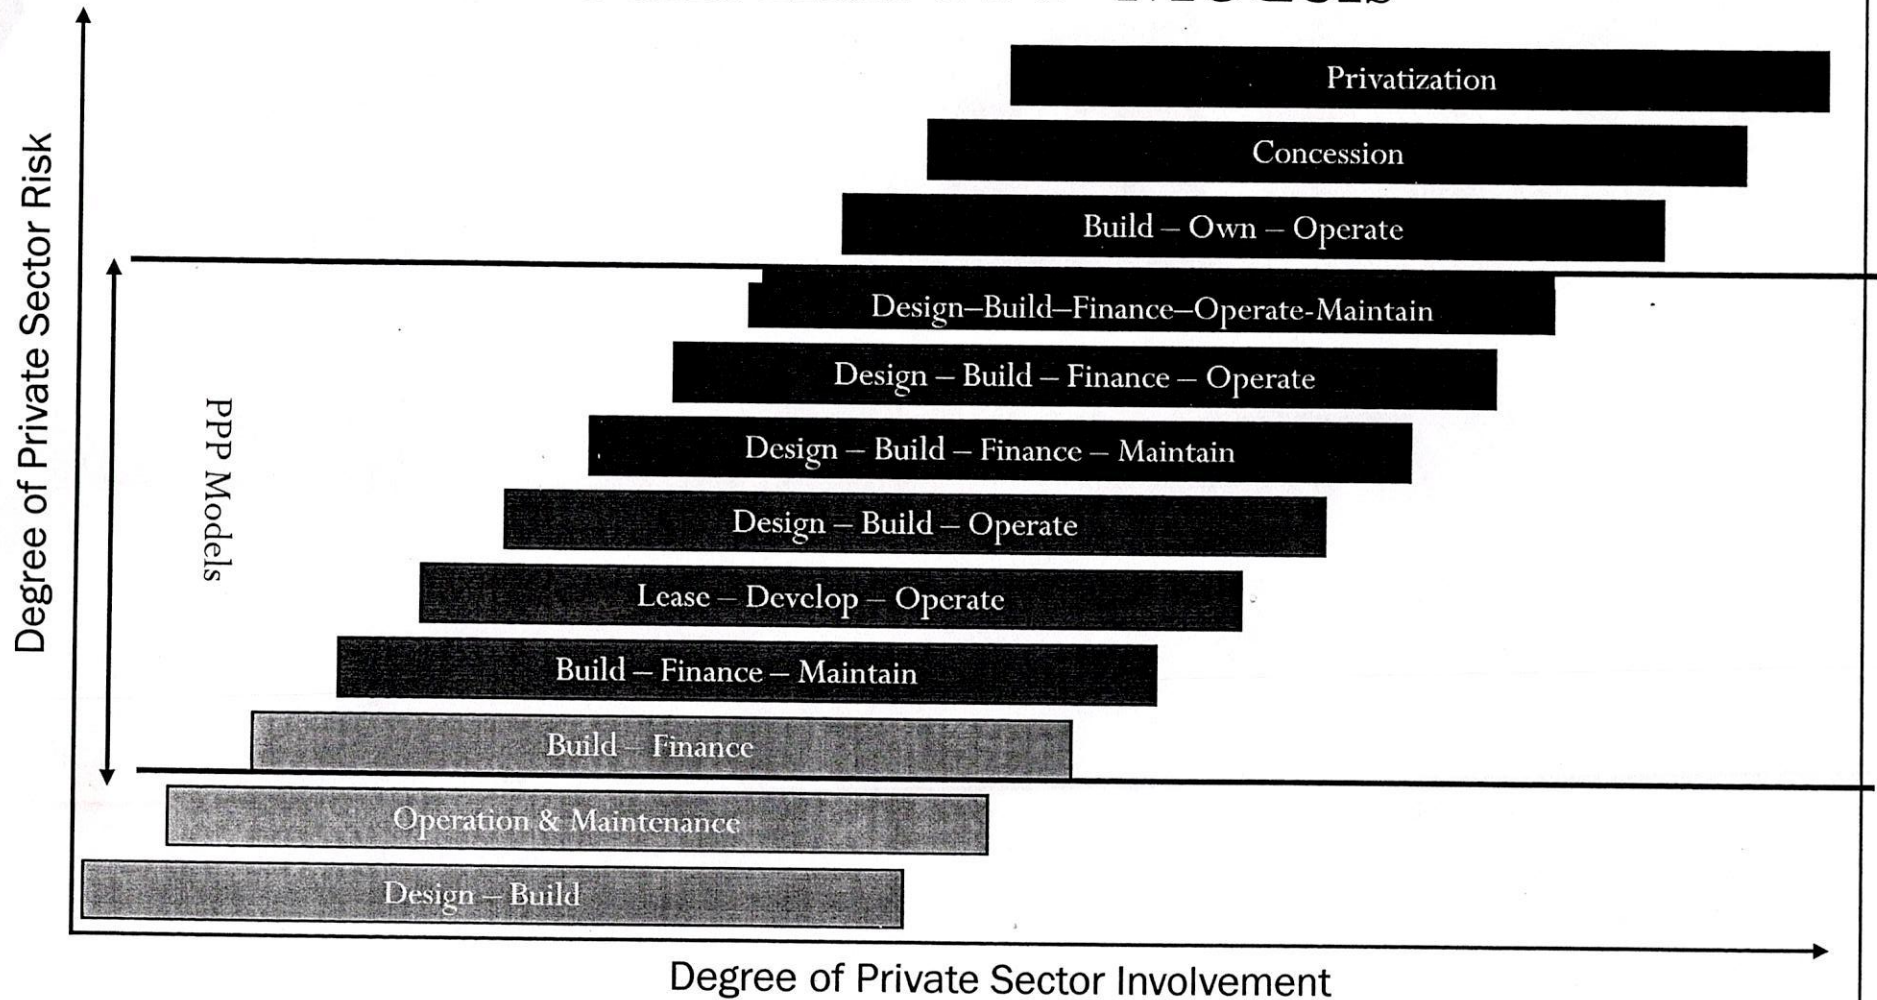 Models
Privatization
Concession
Build – Own – Operate
Design–Build–Finance–Operate-Maintain
Design – Build – Finance – Operate
Design – Build – Finance – Maintain
Design – Build – Operate
Lease – Develop – Operate
Build – Finance – Maintain
Build – Finance
Operation & Maintenance
Design – Build
Degree of Private Sector Risk
PPP Models
Degree of Private Sector Involvement